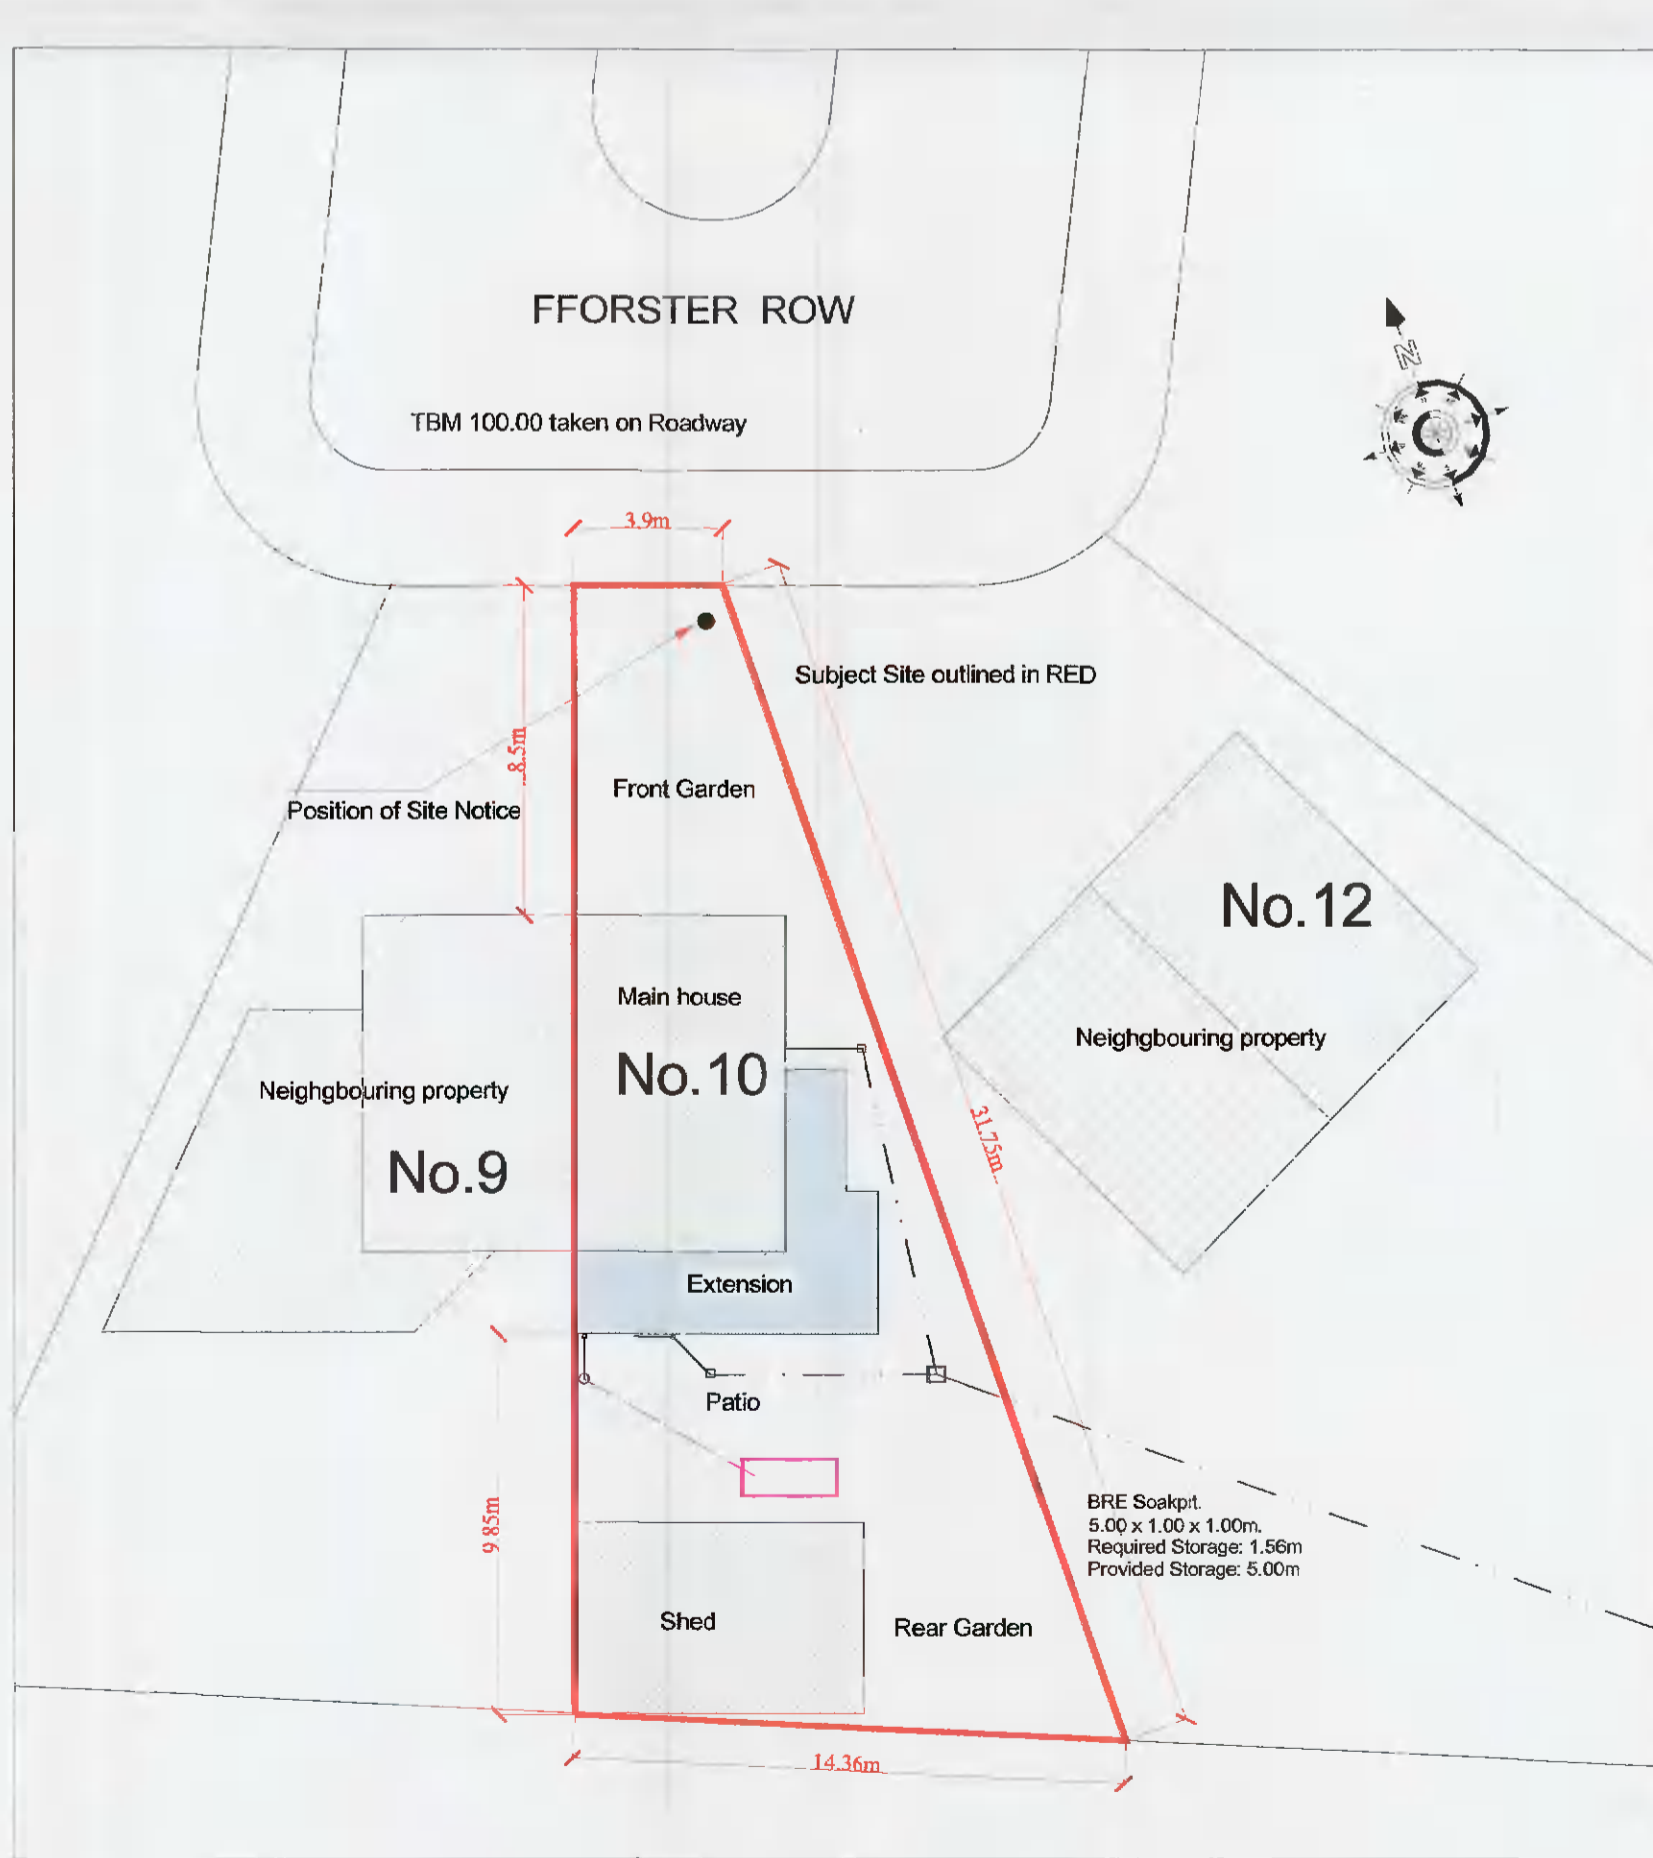 FFORSTER ROW
N
TBM 100.00 taken on Roadway
3.9m
Subject Site outlined in RED
8.5m
Front Garden
Position of Site Notice
No.12
Main house
Neighgbouring property
No.10
Neighgbouring property
31.75m
No.9
Extension
Patio
BRE Soakpit.
5.00 x 1.00 x 1.00m.
Required Storage: 1.56m
Provided Storage: 5.00m
9.85m
Shed
Rear Garden
14.36m